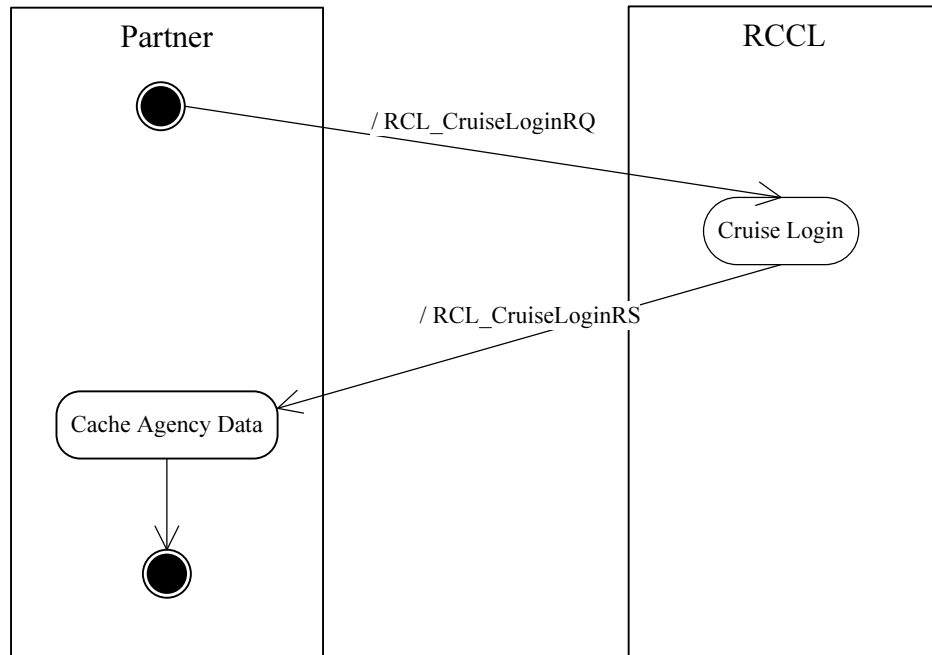 Partner
RCCL
/ RCL_CruiseLoginRQ
Cruise Login
/ RCL_CruiseLoginRS
Cache Agency Data